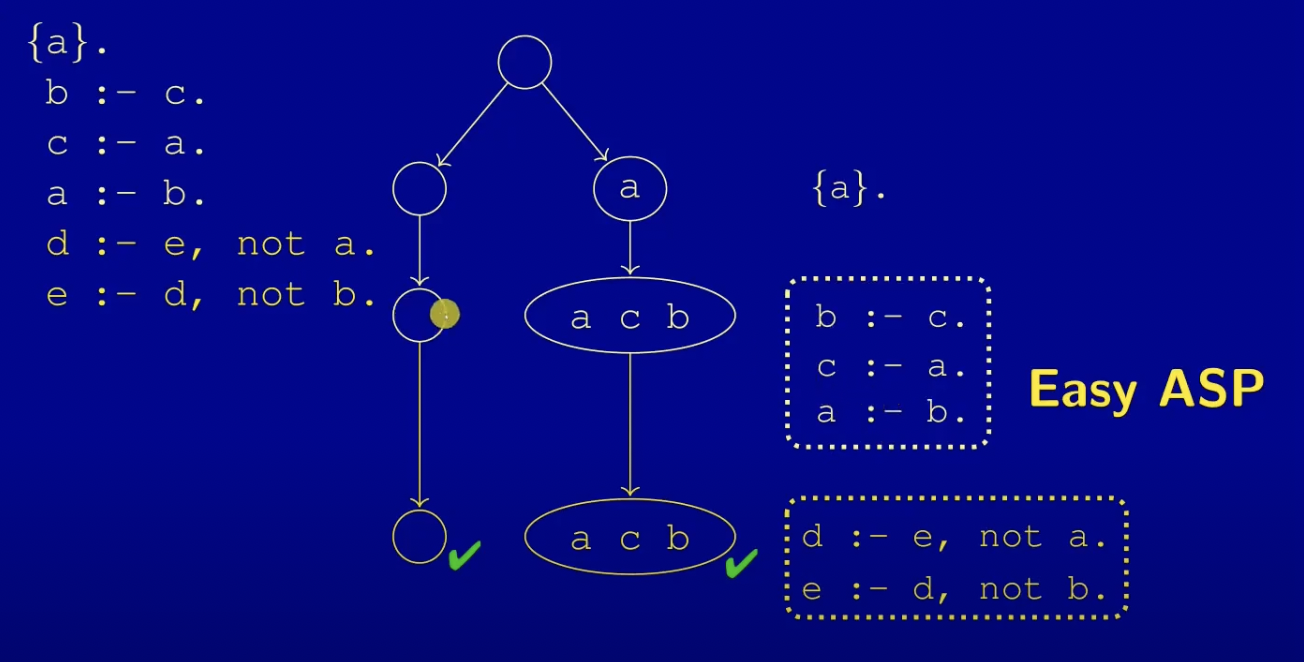 {a}.
b :- c.
c :- a.
a :- b.
d :- e, not a.
e :- d, not b.
a
a c b
a c b
{a}.
b :- c.
c :- a.
a :- b.
Easy ASP
d :- e, not a.
e :- d, not b.